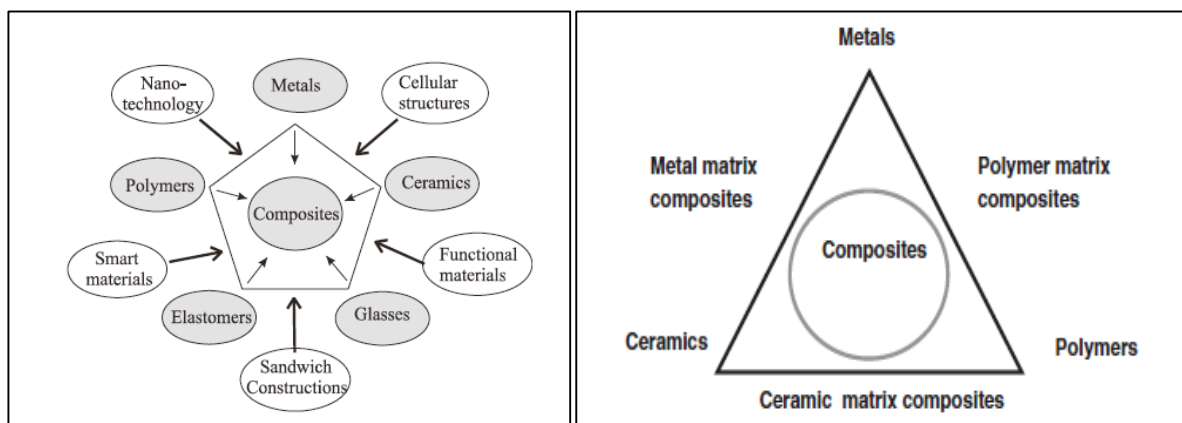 Nano-
technology
Metals
Cellular
structures
Polymers
Composites
Ceramics
Smart
materials
Functional
materials
Elastomers
Glasses
Sandwich
Constructions
Metals
Metal matrix
composites
Polymer matrix
composites
Composites
Ceramics
Polymers
Ceramic matrix composites